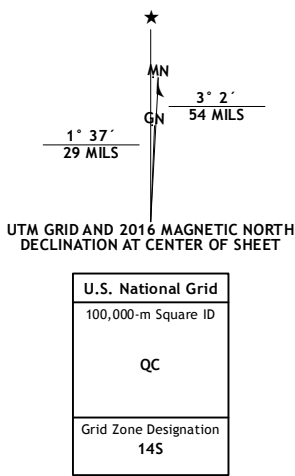 ★
MN
3° 2´
54 MILS
GN
1° 37´
29 MILS
UTM GRID AND 2016 MAGNETIC NORTH
DECLINATION AT CENTER OF SHEET
U.S. National Grid
100,000-m Square ID
QC
Grid Zone Designation
14S